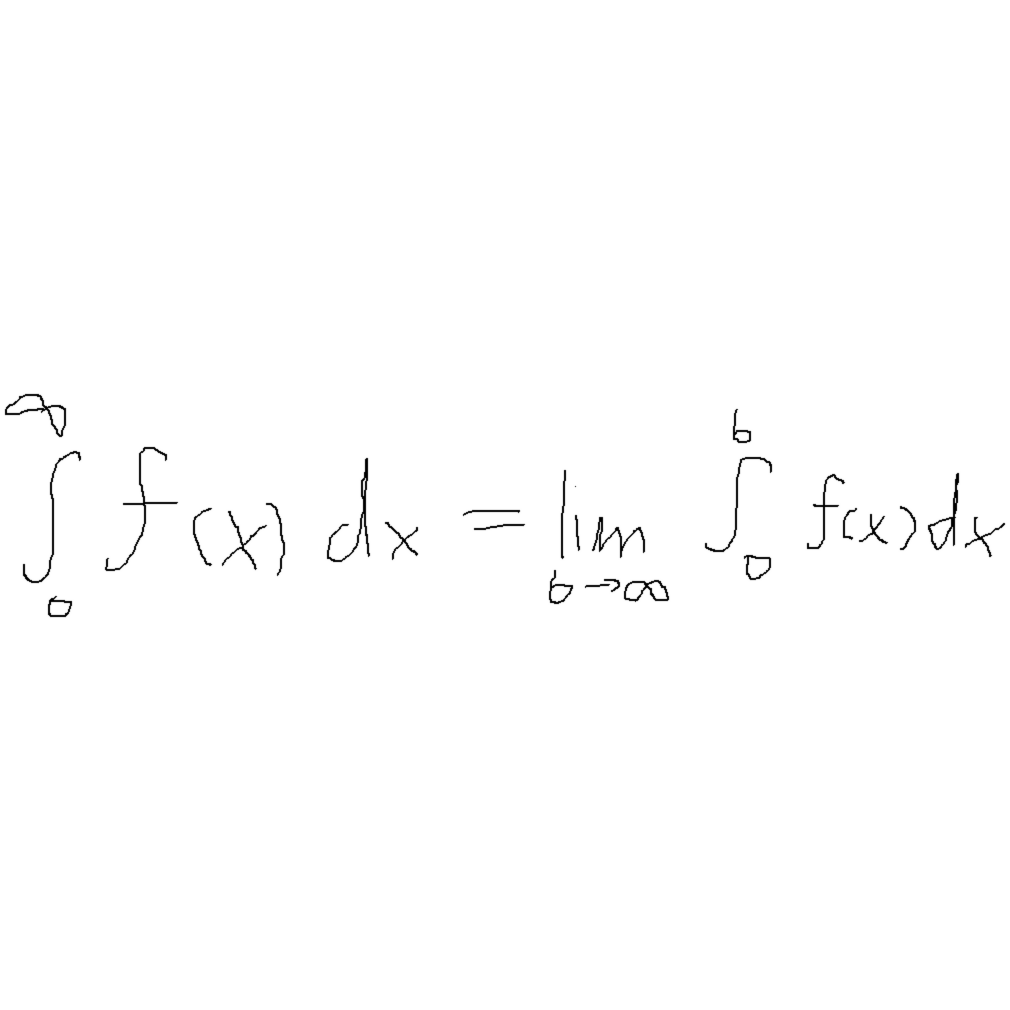 ∫₀^∞ f(x) dx = lim_{b→∞} ∫₀^b f(x) dx